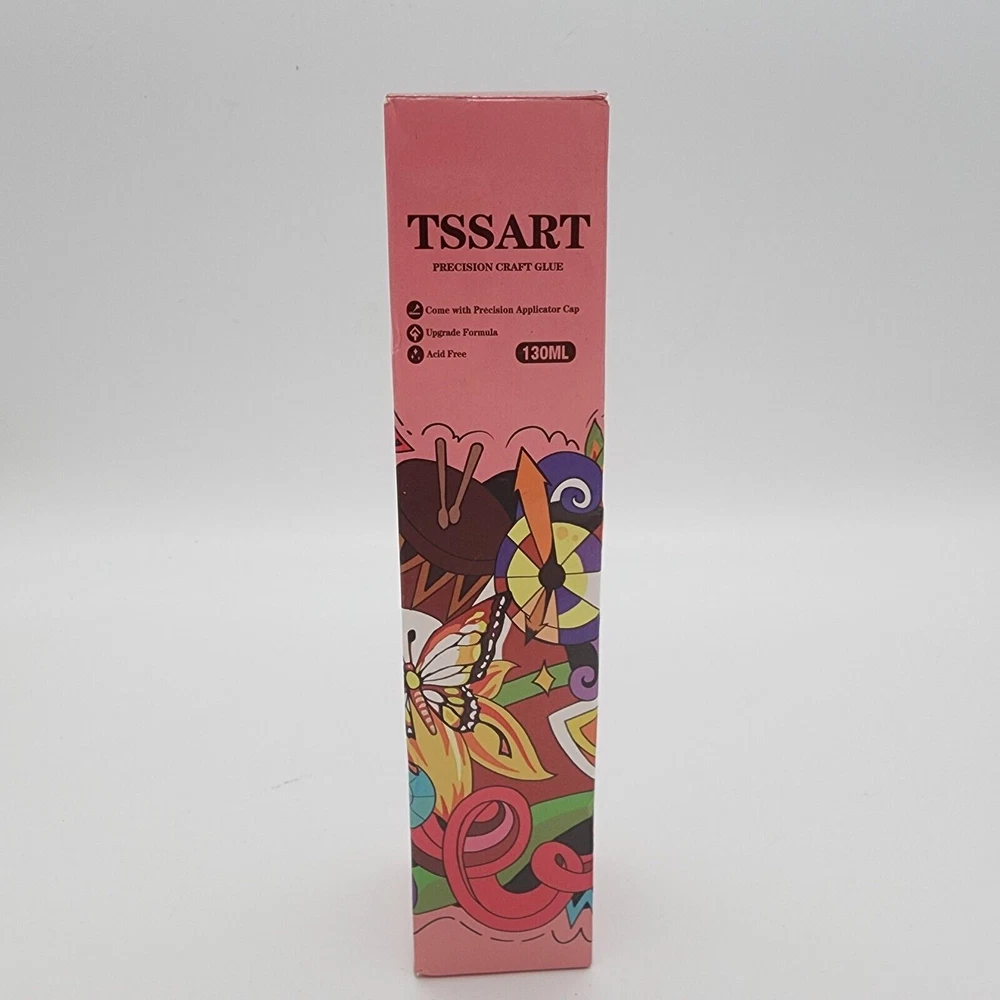 TSSART
PRECISION CRAFT GLUE
Come with Precision Applicator Cap
Upgrade Formula
Acid Free
130ML